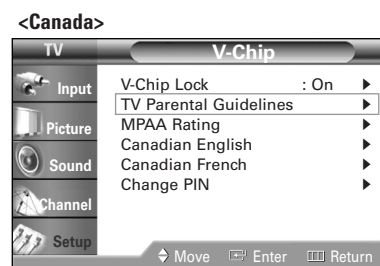 <Canada>
TV
V-Chip
Input
Picture
Sound
Channel
Setup
V-Chip Lock : On ▶
TV Parental Guidelines ▶
MPAA Rating ▶
Canadian English ▶
Canadian French ▶
Change PIN ▶
Move Enter Return